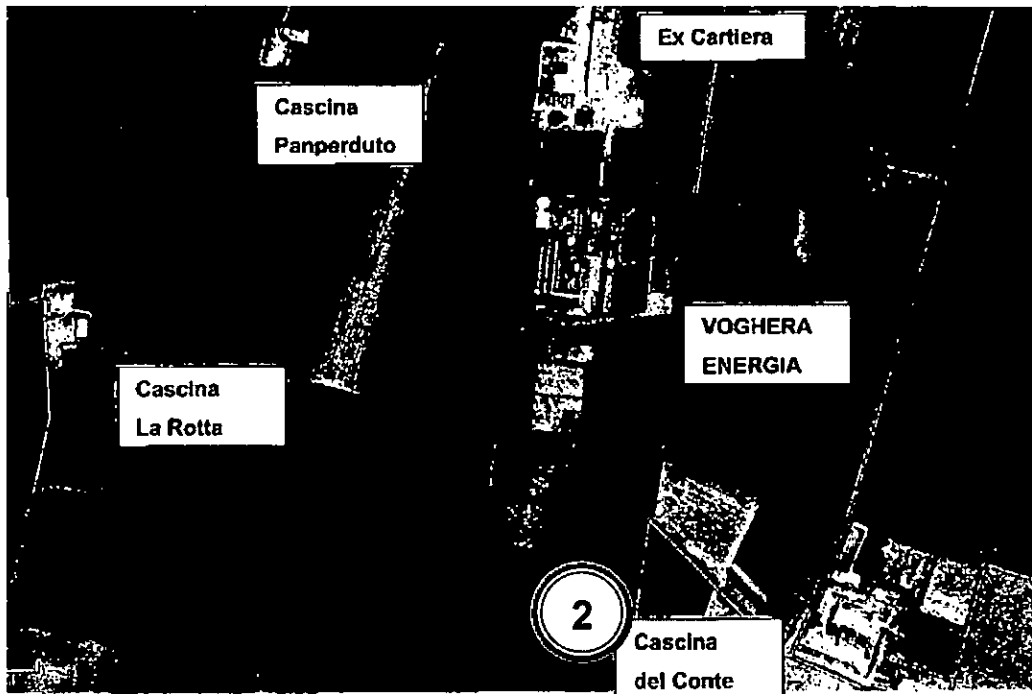 Ex Cartiera
Cascina
Panperduto
VOGHERA
ENERGIA
Cascina
La Rotta
2
Cascina
del Conte